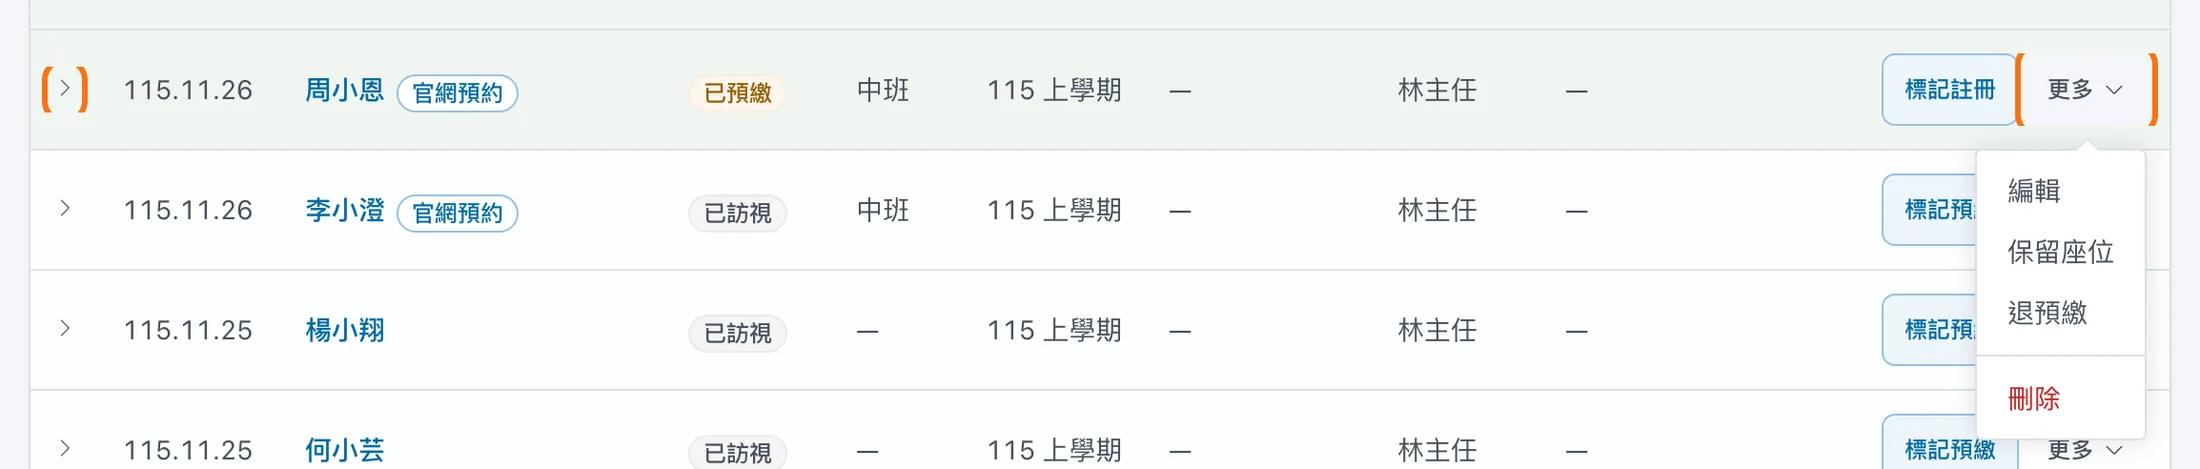 115.11.26 周小恩 官網預約 已預繳 中班 115 上學期 — 林主任 — 標記註冊 更多
115.11.26 李小澄 官網預約 已訪視 中班 115 上學期 — 林主任 — 標記預
編輯
保留座位
退預繳
刪除
115.11.25 楊小翔 已訪視 — 115 上學期 — 林主任 — 標記預
115.11.25 何小芸 已訪視 — 115 上學期 — 林主任 — 標記預繳 更多